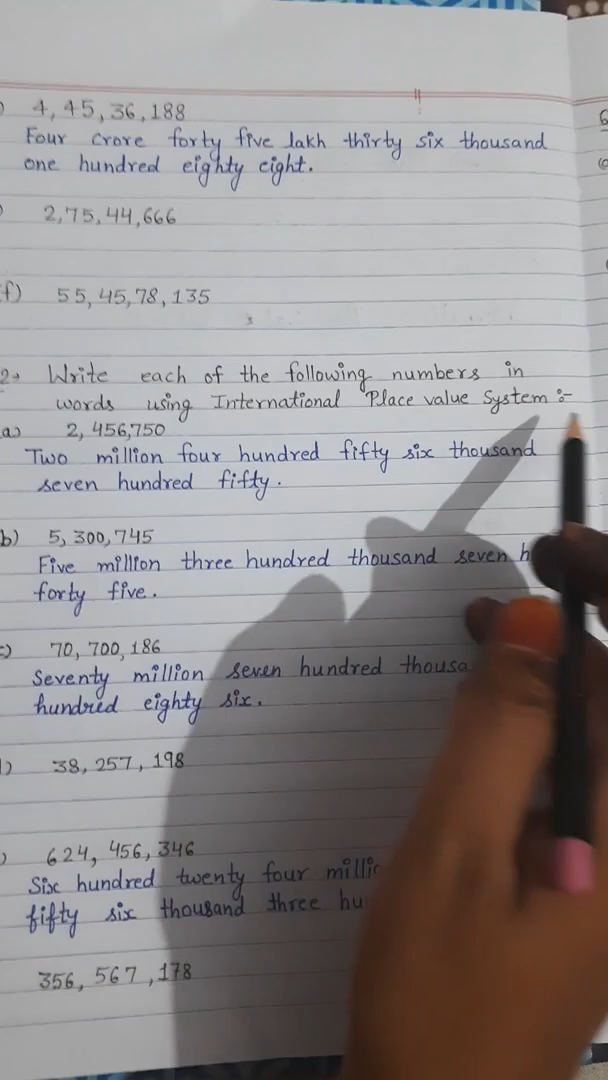 4, 45, 36, 188
Four crore forty five lakh thirty six thousand
one hundred eighty eight.
2,75,44,666
f) 55,45,78,135
2. Write each of the following numbers in
words using International Place value System :-
a) 2, 456,750
Two million four hundred fifty six thousand
seven hundred fifty.
b) 5, 300,745
Five million three hundred thousand seven
forty five.
70, 700,186
Seventy million seven hundred
hundred eighty six.
38, 257, 198
624, 456, 346
Six hundred twenty four
fifty six thousand three
356, 567, 178